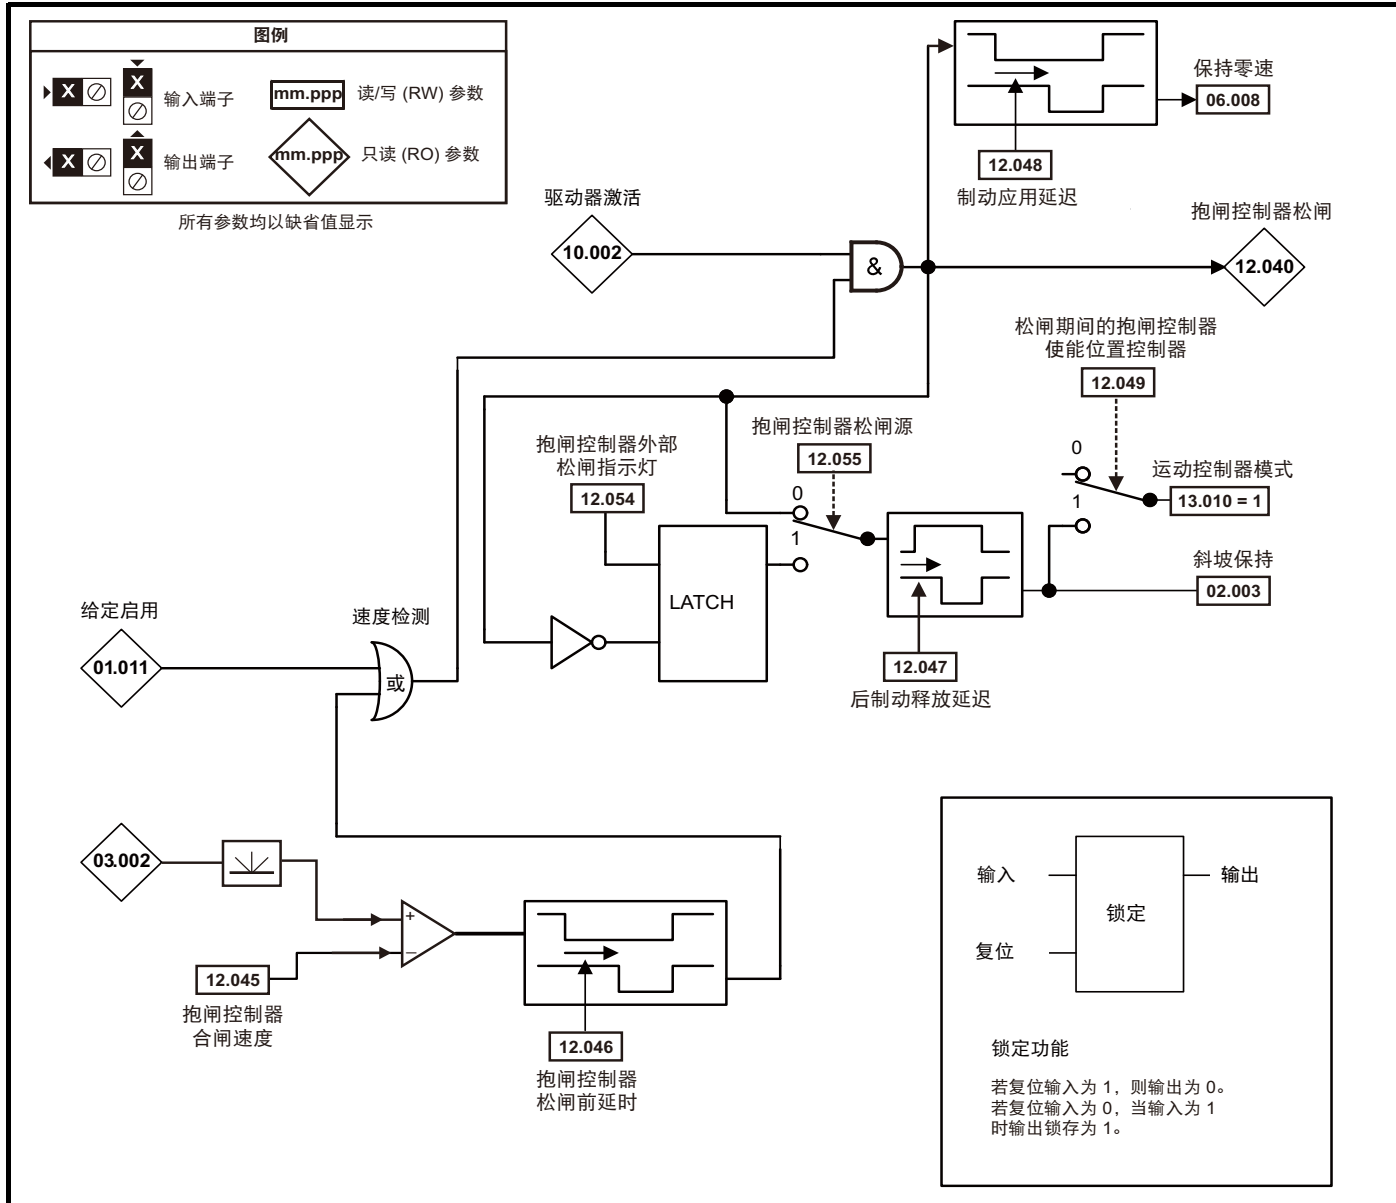 图例
X
X
输入端子
mm.ppp
读/写 (RW) 参数
X
X
输出端子
mm.ppp
只读 (RO) 参数
所有参数均以缺省值显示
保持零速
06.008
12.048
制动应用延迟
驱动器激活
10.002
&
抱闸控制器松闸
12.040
松闸期间的抱闸控制器
使能位置控制器
12.049
抱闸控制器外部
松闸指示灯
12.054
抱闸控制器松闸源
12.055
0
1
0
1
运动控制器模式
13.010 = 1
LATCH
斜坡保持
02.003
12.047
后制动释放延迟
给定启用
01.011
速度检测
或
03.002
+
−
12.045
抱闸控制器
合闸速度
12.046
抱闸控制器
松闸前延时
输入
复位
锁定
输出
锁定功能
若复位输入为 1，则输出为 0。
若复位输入为 0，当输入为 1
时输出锁存为 1。